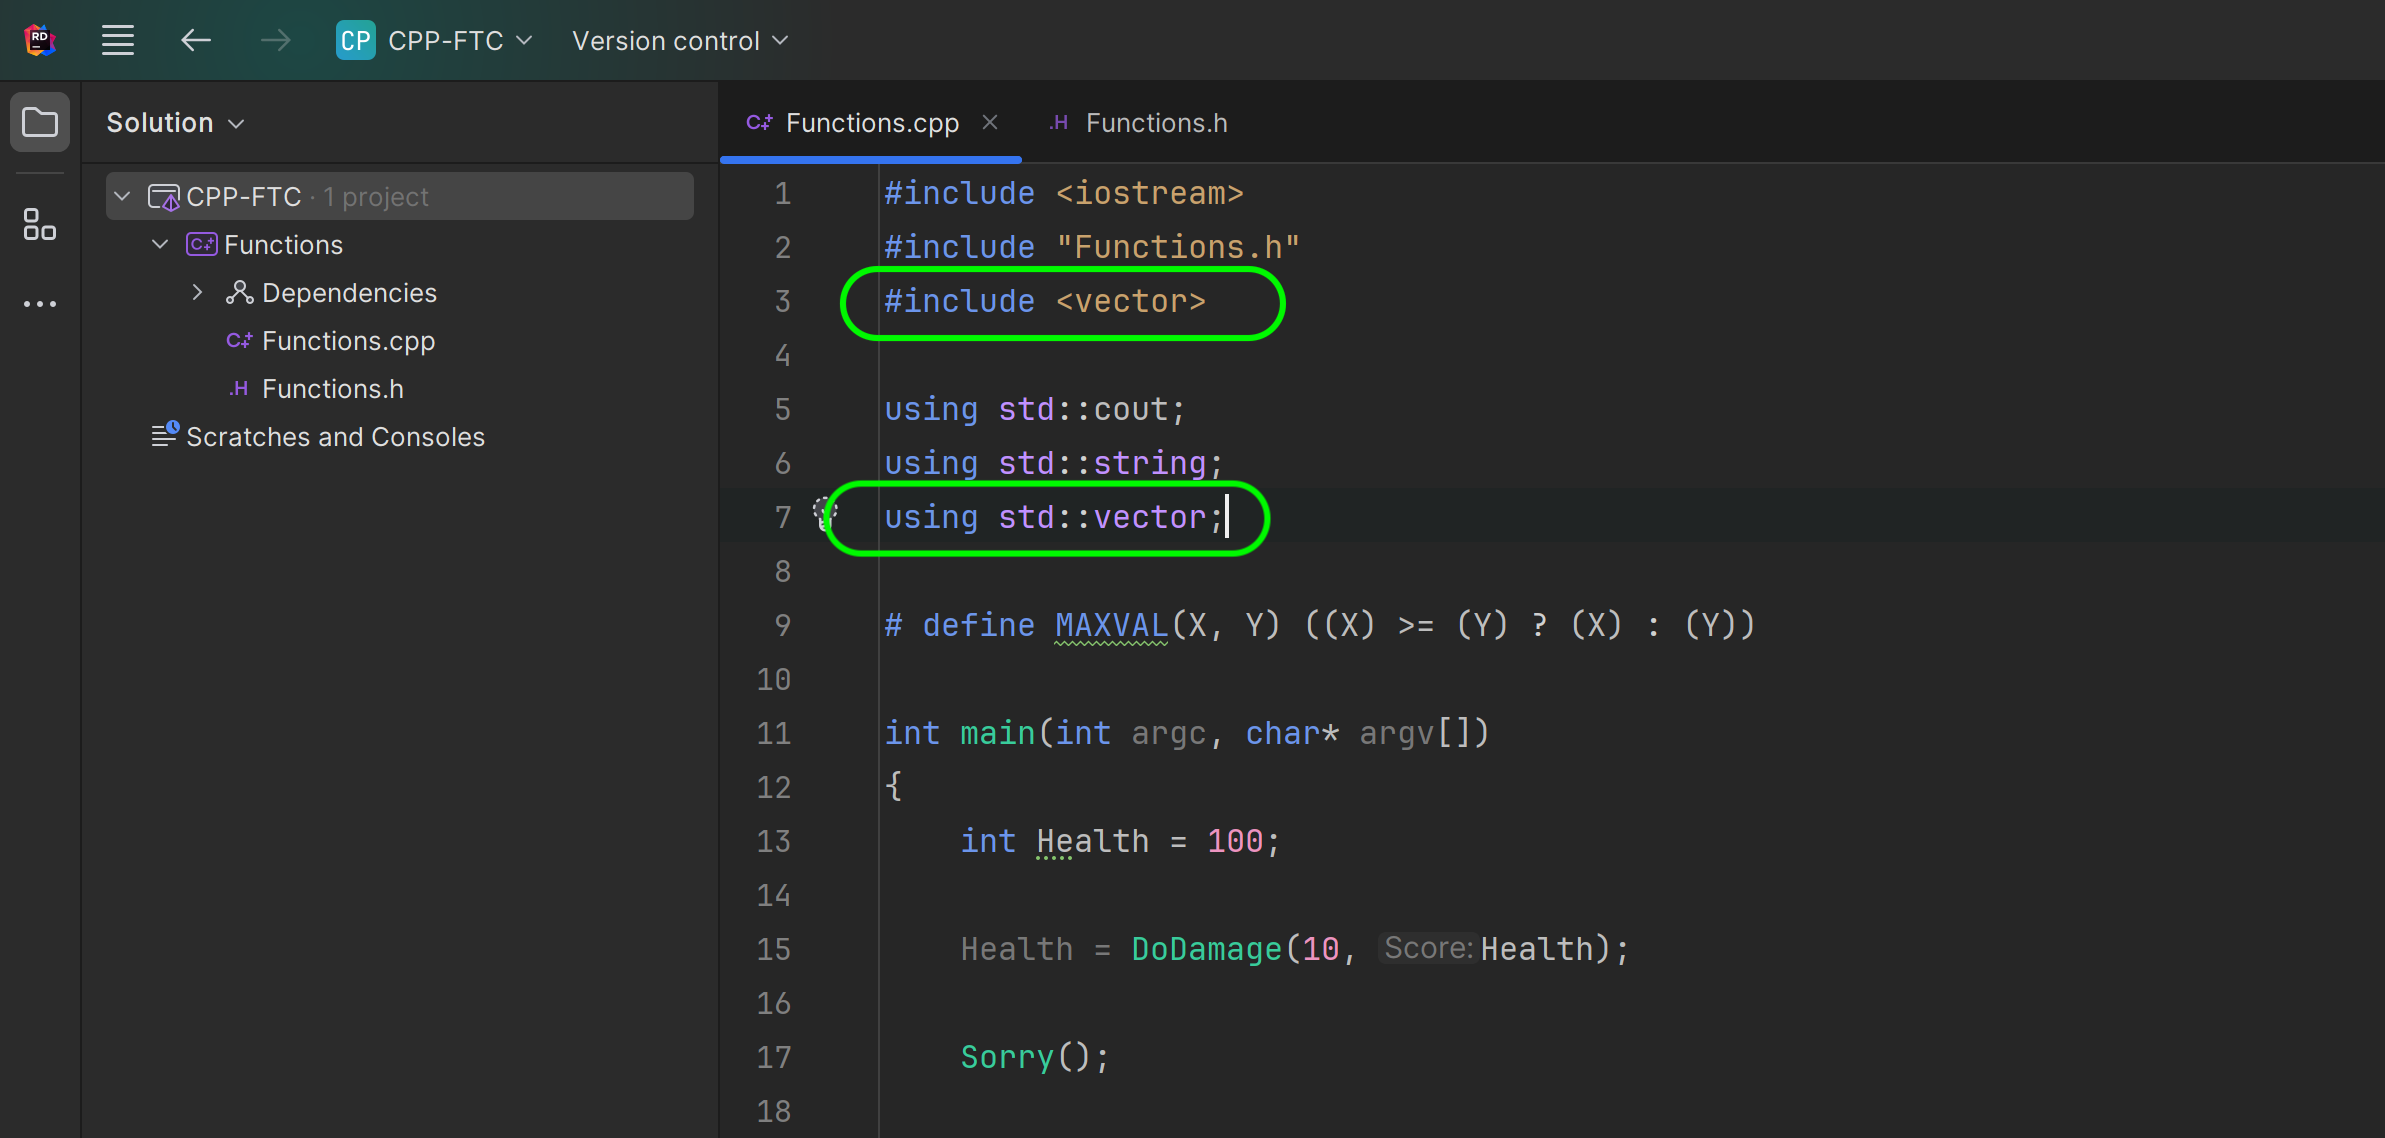 RD
CP CPP-FTC Version control
Solution
CPP-FTC · 1 project
Functions
Dependencies
Functions.cpp
Functions.h
Scratches and Consoles
C++ Functions.cpp .H Functions.h
1 #include <iostream>
2 #include "Functions.h"
3 #include <vector>
4
5 using std::cout;
6 using std::string;
7 using std::vector;
8
9 # define MAXVAL(X, Y) ((X) >= (Y) ? (X) : (Y))
10
11 int main(int argc, char* argv[])
12 {
13 int Health = 100;
14
15 Health = DoDamage(10, Score: Health);
16
17 Sorry();
18